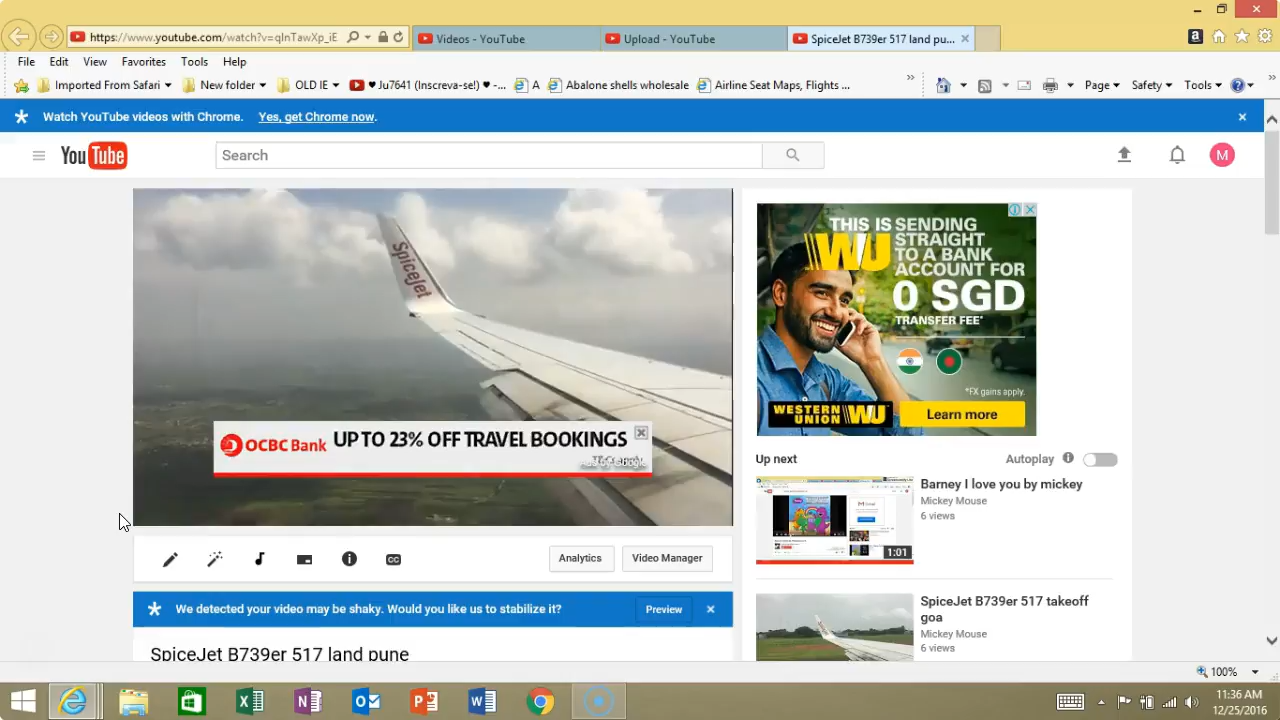 https://www.youtube.com/watch?v=qInTawXp_iE
Videos - YouTube
Upload - YouTube
SpiceJet B739er 517 land pu...
File Edit View Favorites Tools Help
Imported From Safari
New folder
OLD IE
♥ Ju7641 (Inscreva-se!) ♥ -...
A
Abalone shells wholesale
Airline Seat Maps, Flights ...
Page
Safety
Tools
Watch YouTube videos with Chrome. Yes, get Chrome now.
YouTube
Search
M
SpiceJet
OCBC Bank UP TO 23% OFF TRAVEL BOOKINGS
THIS IS SENDING
WU STRAIGHT
TO A BANK
ACCOUNT FOR
0 SGD
TRANSFER FEE*
*FX gains apply.
WESTERN UNION WU
Learn more
Up next
Autoplay
Barney I love you by mickey
Mickey Mouse
6 views
1:01
Analytics
Video Manager
CC
We detected your video may be shaky. Would you like us to stabilize it? Preview
SpiceJet B739er 517 takeoff
goa
Mickey Mouse
6 views
SpiceJet B739er 517 land pune
100%
11:36 AM
12/25/2016